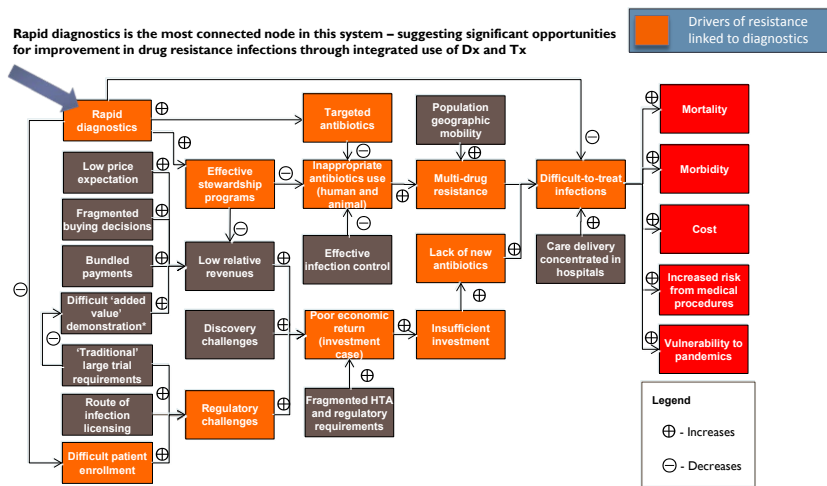 Rapid diagnostics is the most connected node in this system – suggesting significant opportunities
for improvement in drug resistance infections through integrated use of Dx and Tx
Drivers of resistance
linked to diagnostics
Rapid
diagnostics
Targeted
antibiotics
Population
geographic
mobility
Mortality
Low price
expectation
Effective
stewardship
programs
Inappropriate
antibiotics use
(human and
animal)
Multi-drug
resistance
Difficult-to-treat
infections
Morbidity
Fragmented
buying decisions
Bundled
payments
Low relative
revenues
Effective
infection control
Lack of new
antibiotics
Care delivery
concentrated in
hospitals
Cost
Difficult ‘added
value’
demonstration*
Discovery
challenges
Poor economic
return
(investment
case)
Insufficient
investment
Increased risk
from medical
procedures
‘Traditional’
large trial
requirements
Vulnerability to
pandemics
Route of
infection
licensing
Regulatory
challenges
Fragmented HTA
and regulatory
requirements
Difficult patient
enrollment
Legend
⊕ - Increases
⊖ - Decreases